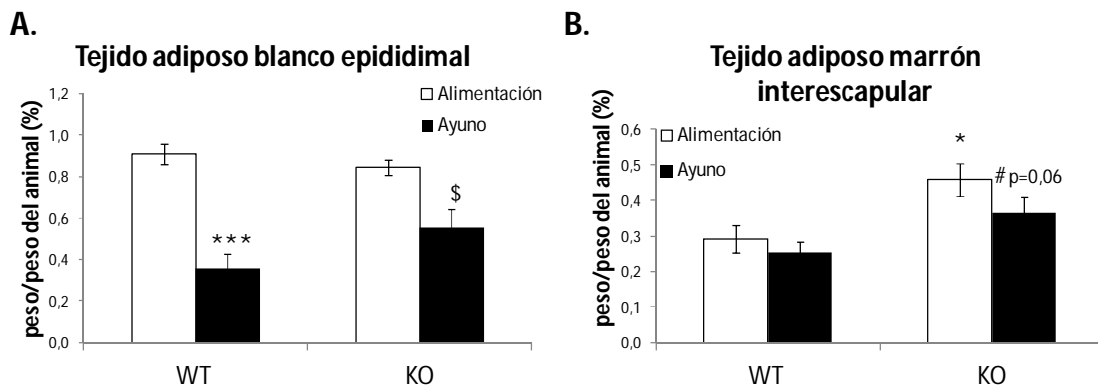 A.
Tejido adiposo blanco epididimal
peso/peso del animal (%)
1,2
1,0
0,8
0,6
0,4
0,2
0,0
Alimentación
Ayuno
***
$
WT
KO
B.
Tejido adiposo marrón
interescapular
peso/peso del animal (%)
0,6
0,5
0,4
0,3
0,2
0,1
0,0
Alimentación
Ayuno
*
# p=0,06
WT
KO